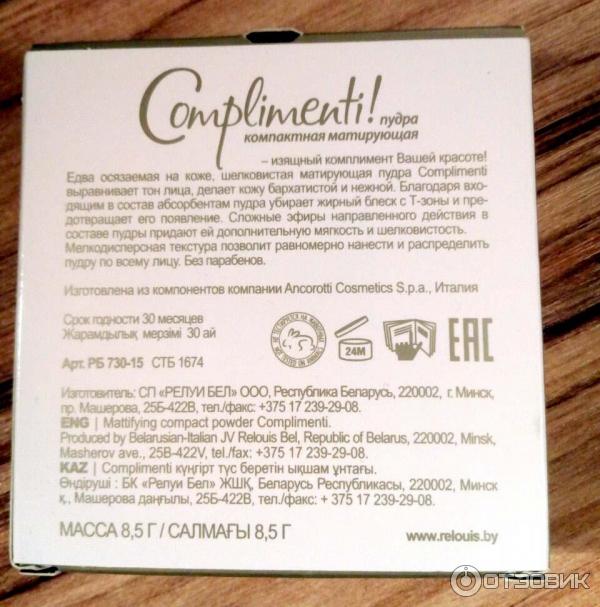 Complimenti! пудра
компактная матирующая
– изящный комплимент Вашей красоте!
Едва осязаемая на коже, шелковистая матирующая пудра Complimenti
выравнивает тон лица, делает кожу бархатистой и нежной. Благодаря вхо-
дящим в состав абсорбентам пудра убирает жирный блеск с Т-зоны и пре-
дотвращает его появление. Сложные эфиры направленного действия в
составе пудры придают ей дополнительную мягкость и шелковистость.
Мелкодисперсная текстура позволит равномерно нанести и распределить
пудру по всему лицу. Без парабенов.
Изготовлена из компонентов компании Ancorotti Cosmetics S.p.a., Италия
Срок годности 30 месяцев
Жарамдылық мерзімі 30 ай
24M
EAC
Арт. РБ 730-15 СТБ 1674
Изготовитель: СП «РЕЛУИ БЕЛ» ООО, Республика Беларусь, 220002, г. Минск,
пр. Машерова, 25Б-422В, тел./факс: +375 17 239-29-08.
ENG | Mattifying compact powder Complimenti.
Produced by Belarusian-Italian JV Relouis Bel, Republic of Belarus, 220002, Minsk,
Masherov ave., 25B-422V, tel./fax: +375 17 239-29-08.
KAZ | Complimenti күңгірт түс беретін ықшам ұнтағы.
Өндіруші : БК «Релуи Бел» ЖШҚ, Беларусь Республикасы, 220002, Минск
қ., Машерова даңғылы, 25Б-422В, тел./факс: + 375 17 239-29-08.
МАССА 8,5 Г / САЛМАҒЫ 8,5 Г
www.relouis.by
ОТЗОВИК